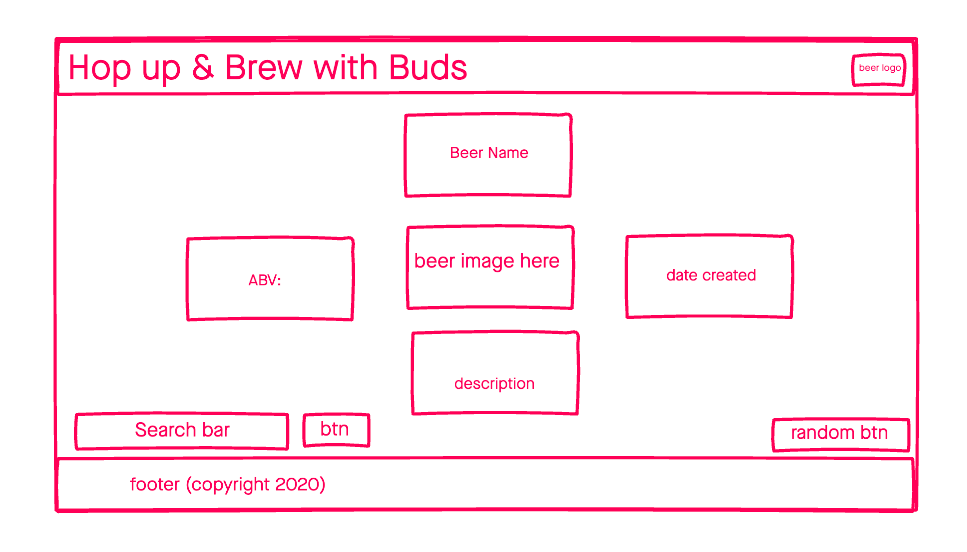 Hop up & Brew with Buds
beer logo
Beer Name
ABV:
beer image here
date created
description
Search bar
btn
random btn
footer (copyright 2020)